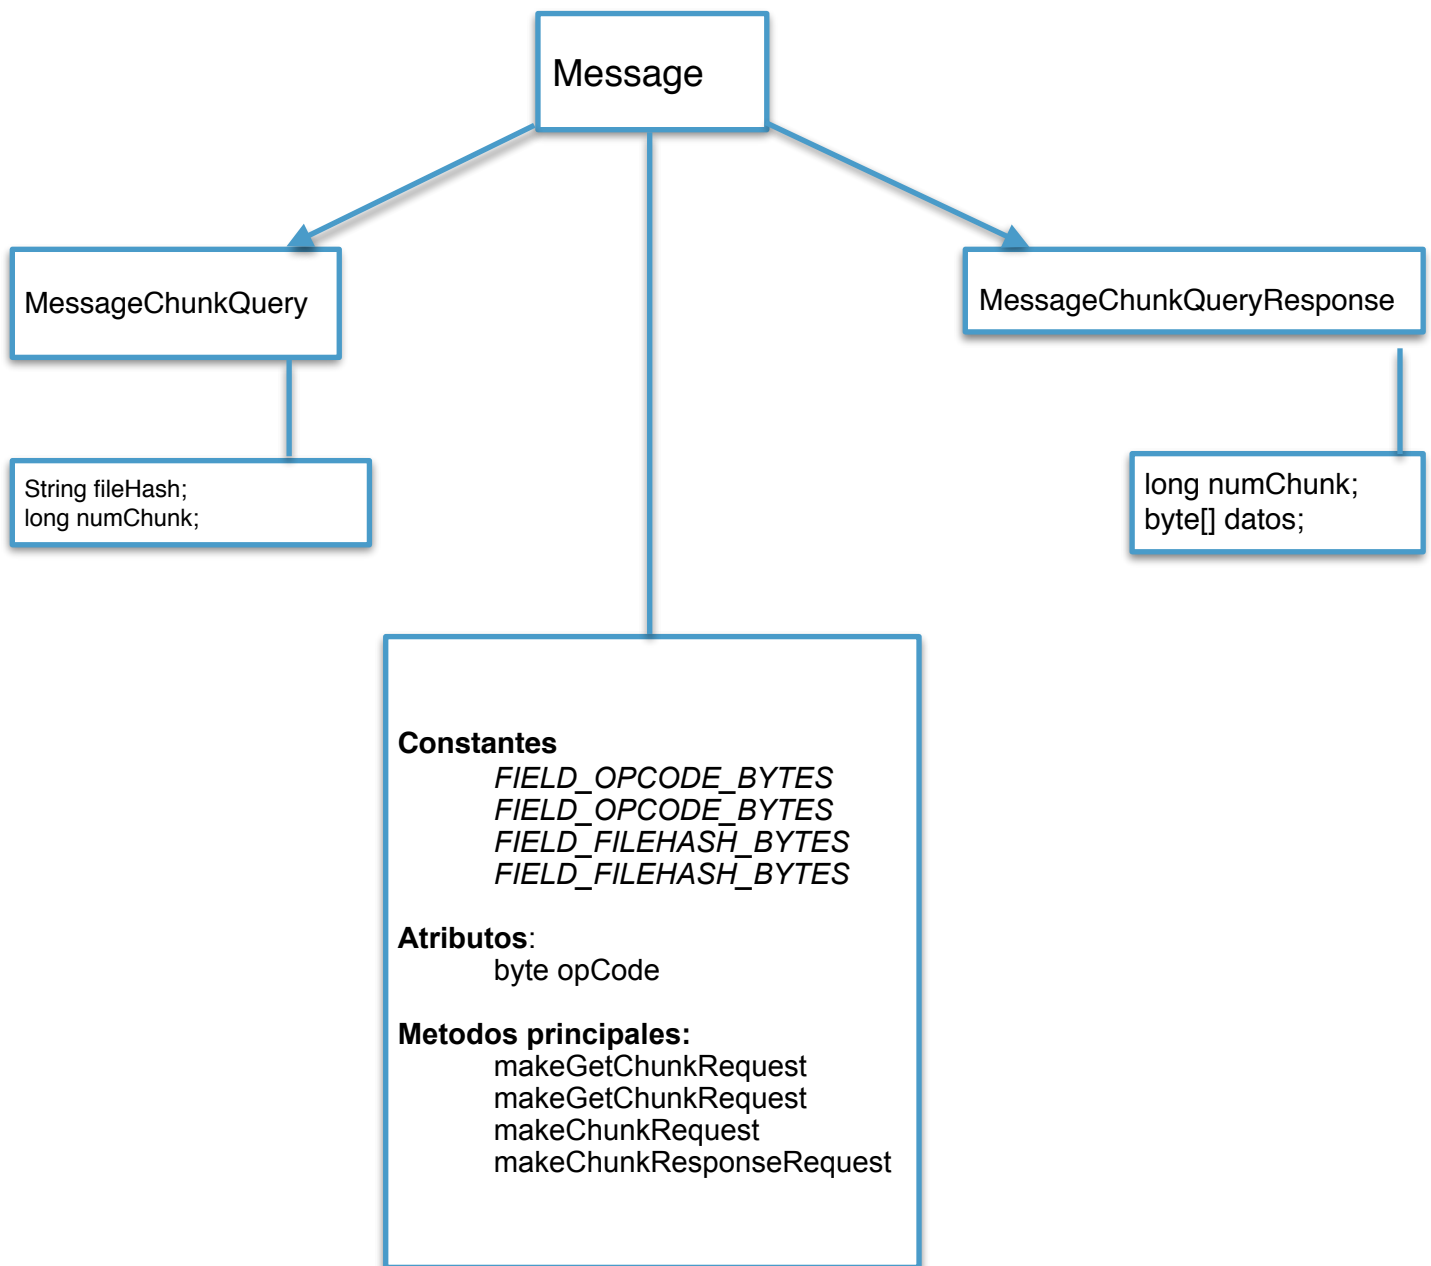 Message
MessageChunkQuery
MessageChunkQueryResponse
String fileHash;
long numChunk;
long numChunk;
byte[] datos;
Constantes
FIELD_OPCODE_BYTES
FIELD_OPCODE_BYTES
FIELD_FILEHASH_BYTES
FIELD_FILEHASH_BYTES
Atributos:
byte opCode
Metodos principales:
makeGetChunkRequest
makeGetChunkRequest
makeChunkRequest
makeChunkResponseRequest